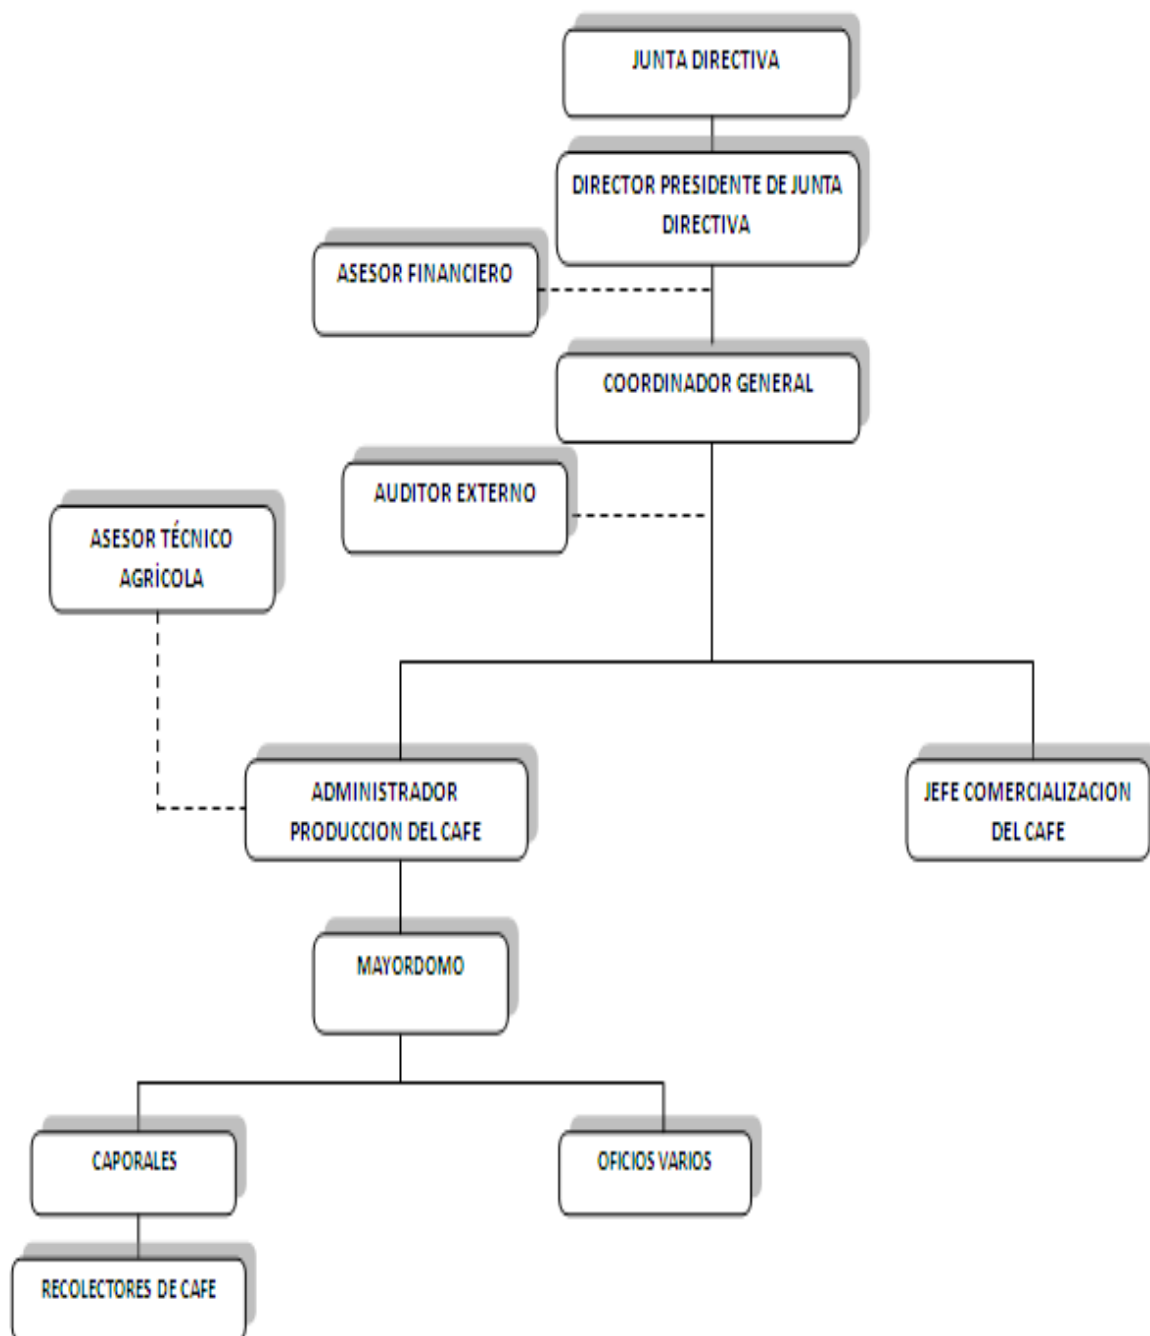 JUNTA DIRECTIVA
DIRECTOR PRESIDENTE DE JUNTA
DIRECTIVA
ASESOR FINANCIERO
COORDINADOR GENERAL
AUDITOR EXTERNO
ASESOR TÉCNICO
AGRÍCOLA
ADMINISTRADOR
PRODUCCION DEL CAFE
JEFE COMERCIALIZACION
DEL CAFE
MAYORDOMO
CAPORALES
OFICIOS VARIOS
RECOLECTORES DE CAFE